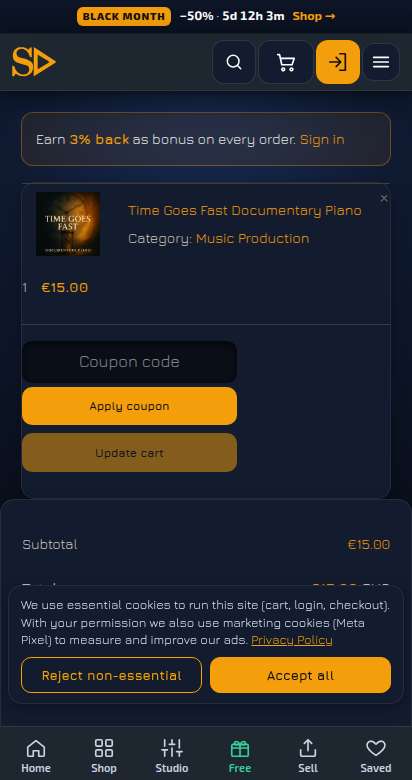 BLACK MONTH −50% · 5d 12h 3m Shop →
S
Earn 3% back as bonus on every order. Sign in
×
TIME GOES
FAST
DOCUMENTARY PIANO
Time Goes Fast Documentary Piano
Category: Music Production
1 €15.00
Coupon code
Apply coupon
Update cart
Subtotal €15.00
We use essential cookies to run this site (cart, login, checkout).
With your permission we also use marketing cookies (Meta
Pixel) to measure and improve our ads. Privacy Policy
Reject non-essential Accept all
Home Shop Studio Free Sell Saved